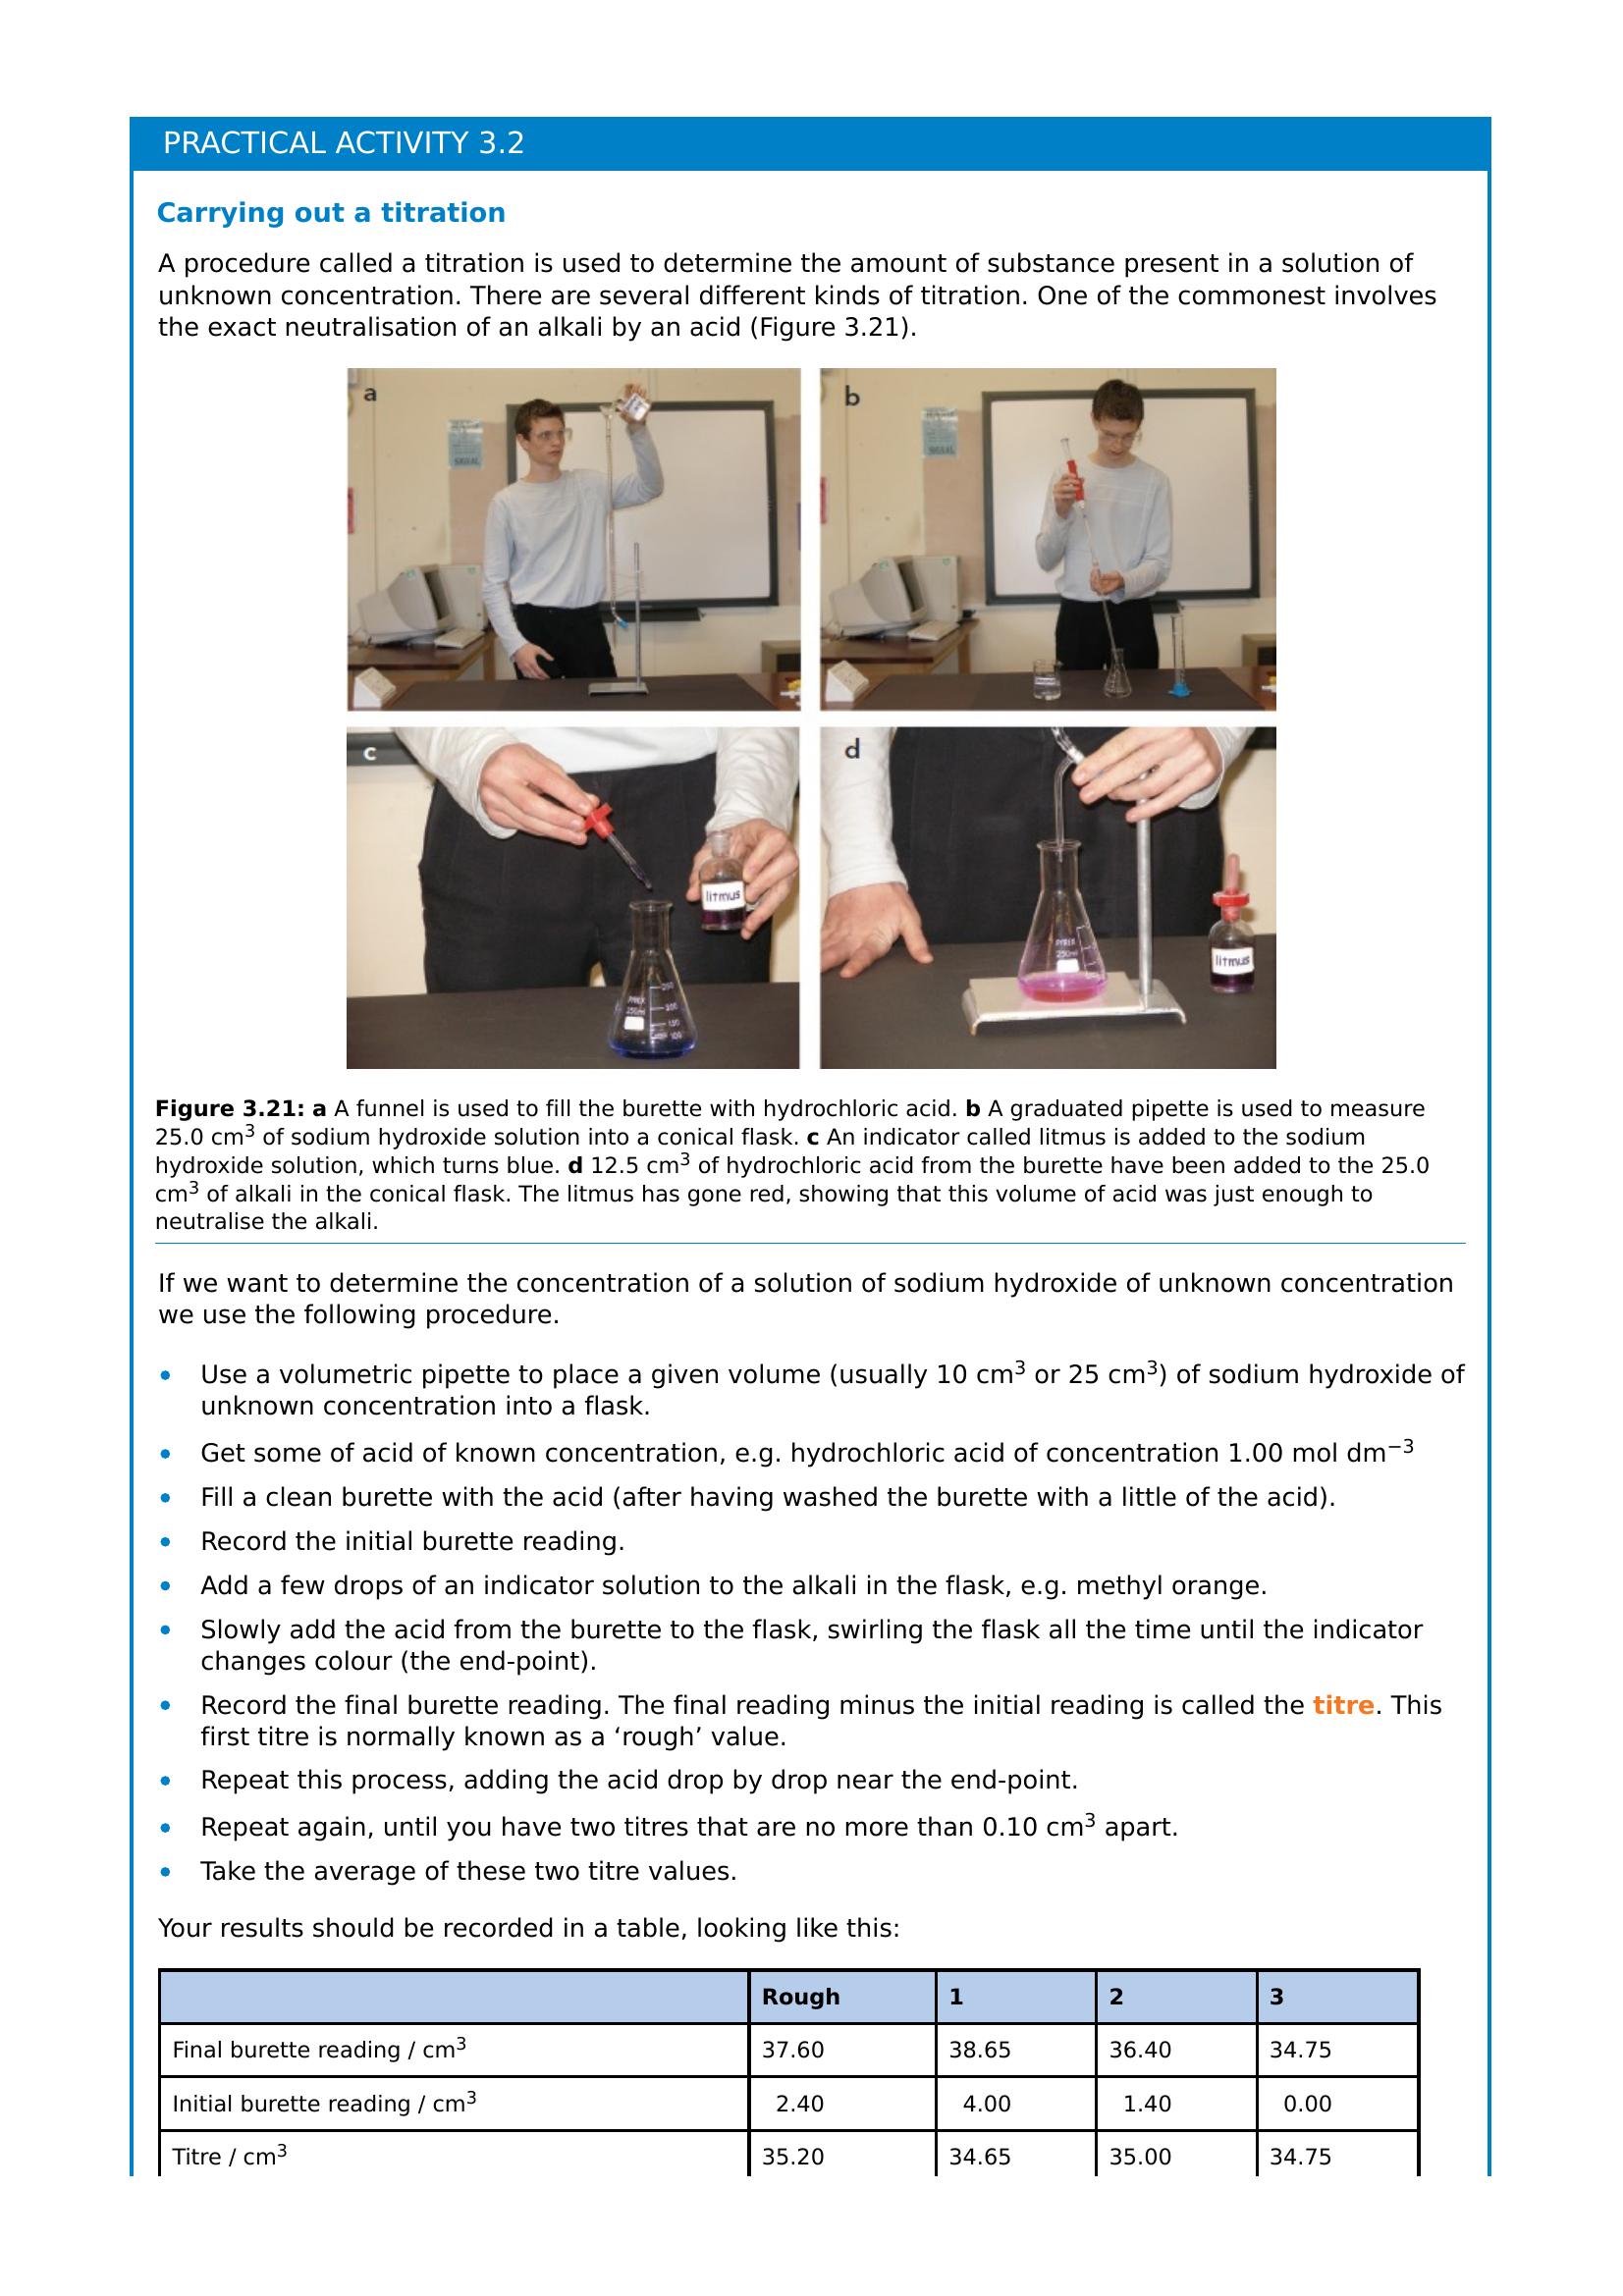 PRACTICAL ACTIVITY 3.2
Carrying out a titration
A procedure called a titration is used to determine the amount of substance present in a solution of
unknown concentration. There are several different kinds of titration. One of the commonest involves
the exact neutralisation of an alkali by an acid (Figure 3.21).
a
b
c
litmus
PYREX
250ml
d
PYREX
250ml
litmus
Figure 3.21: a A funnel is used to fill the burette with hydrochloric acid. b A graduated pipette is used to measure
25.0 cm³ of sodium hydroxide solution into a conical flask. c An indicator called litmus is added to the sodium
hydroxide solution, which turns blue. d 12.5 cm³ of hydrochloric acid from the burette have been added to the 25.0
cm³ of alkali in the conical flask. The litmus has gone red, showing that this volume of acid was just enough to
neutralise the alkali.
If we want to determine the concentration of a solution of sodium hydroxide of unknown concentration
we use the following procedure.
• Use a volumetric pipette to place a given volume (usually 10 cm³ or 25 cm³) of sodium hydroxide of
unknown concentration into a flask.
• Get some of acid of known concentration, e.g. hydrochloric acid of concentration 1.00 mol dm⁻³
• Fill a clean burette with the acid (after having washed the burette with a little of the acid).
• Record the initial burette reading.
• Add a few drops of an indicator solution to the alkali in the flask, e.g. methyl orange.
• Slowly add the acid from the burette to the flask, swirling the flask all the time until the indicator
changes colour (the end-point).
• Record the final burette reading. The final reading minus the initial reading is called the titre. This
first titre is normally known as a ‘rough’ value.
• Repeat this process, adding the acid drop by drop near the end-point.
• Repeat again, until you have two titres that are no more than 0.10 cm³ apart.
• Take the average of these two titre values.
Your results should be recorded in a table, looking like this:
Rough 1 2 3
Final burette reading / cm³ 37.60 38.65 36.40 34.75
Initial burette reading / cm³ 2.40 4.00 1.40 0.00
Titre / cm³ 35.20 34.65 35.00 34.75